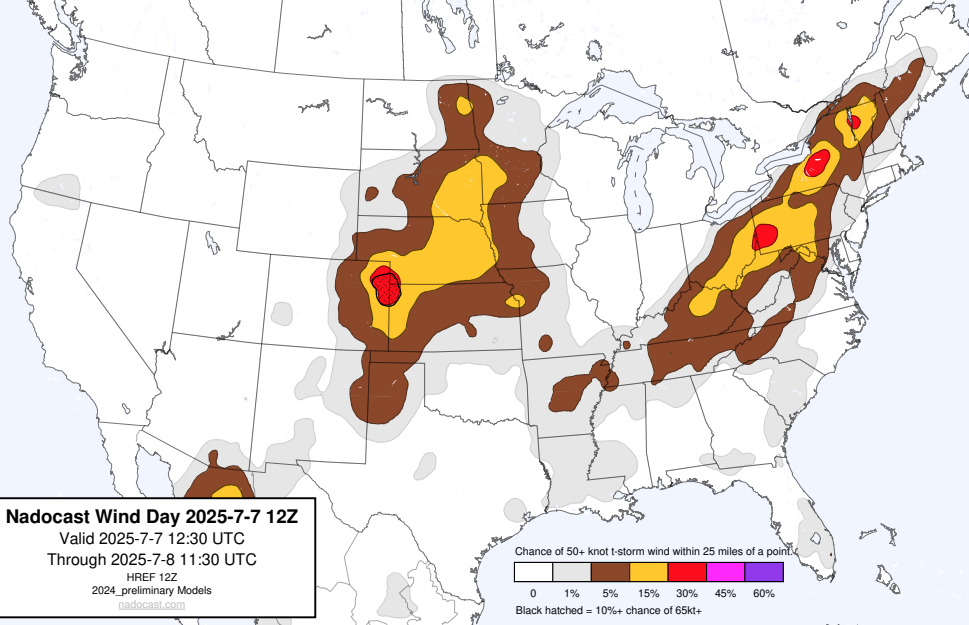 Nadocast Wind Day 2025-7-7 12Z
Valid 2025-7-7 12:30 UTC
Through 2025-7-8 11:30 UTC
HREF 12Z
2024_preliminary Models
nadocast.com
Chance of 50+ knot t-storm wind within 25 miles of a point.
0 1% 5% 15% 30% 45% 60%
Black hatched = 10%+ chance of 65kt+